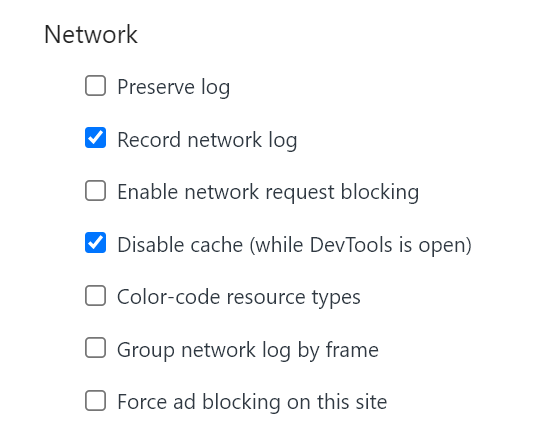 Network
Preserve log
Record network log
Enable network request blocking
Disable cache (while DevTools is open)
Color-code resource types
Group network log by frame
Force ad blocking on this site